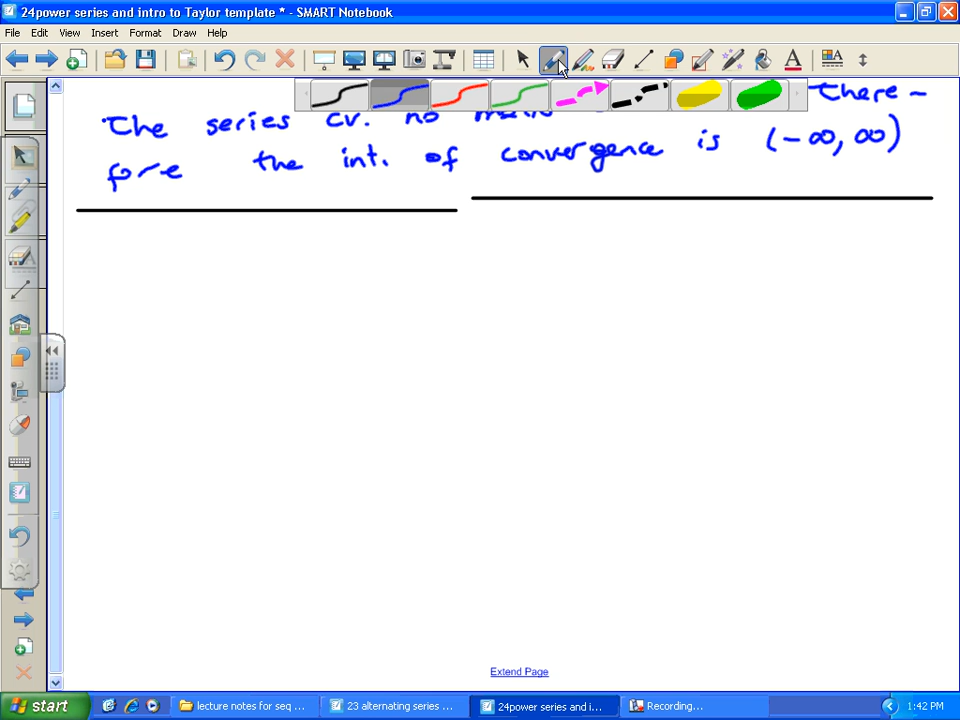 24power series and intro to Taylor template * - SMART Notebook
File Edit View Insert Format Draw Help
there-
The series cv. no
fore the int. of convergence is (-∞, ∞)
Extend Page
start
lecture notes for seq ...
23 alternating series ...
24power series and i...
Recording...
1:42 PM